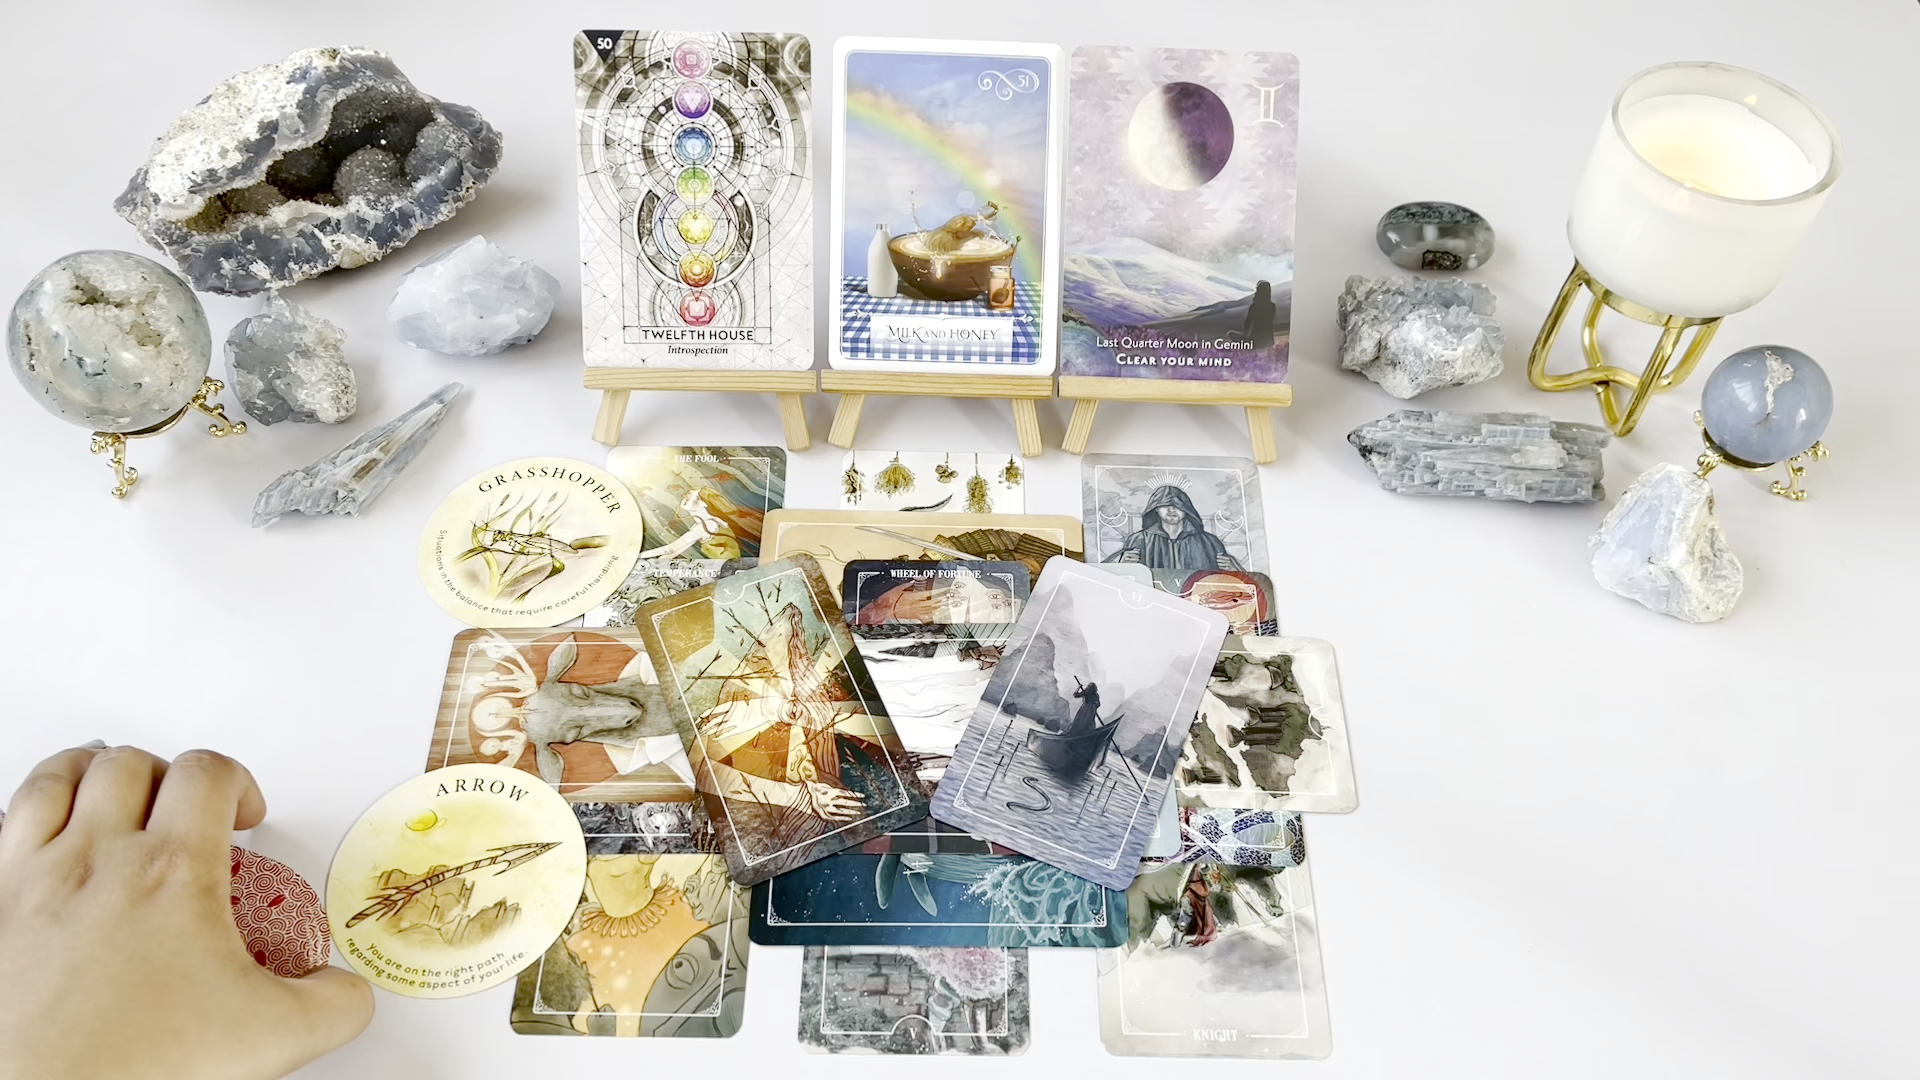 50
TWELFTH HOUSE
Introspection
51
MILK AND HONEY
Last Quarter Moon in Gemini
CLEAR YOUR MIND
GRASSHOPPER
Situations in the balance that require careful handling.
THE FOOL
TEMPERANCE
X
WHEEL OF FORTUNE
VI
V
ARROW
You are on the right path
regarding some aspect of your life.
V
KNIGHT